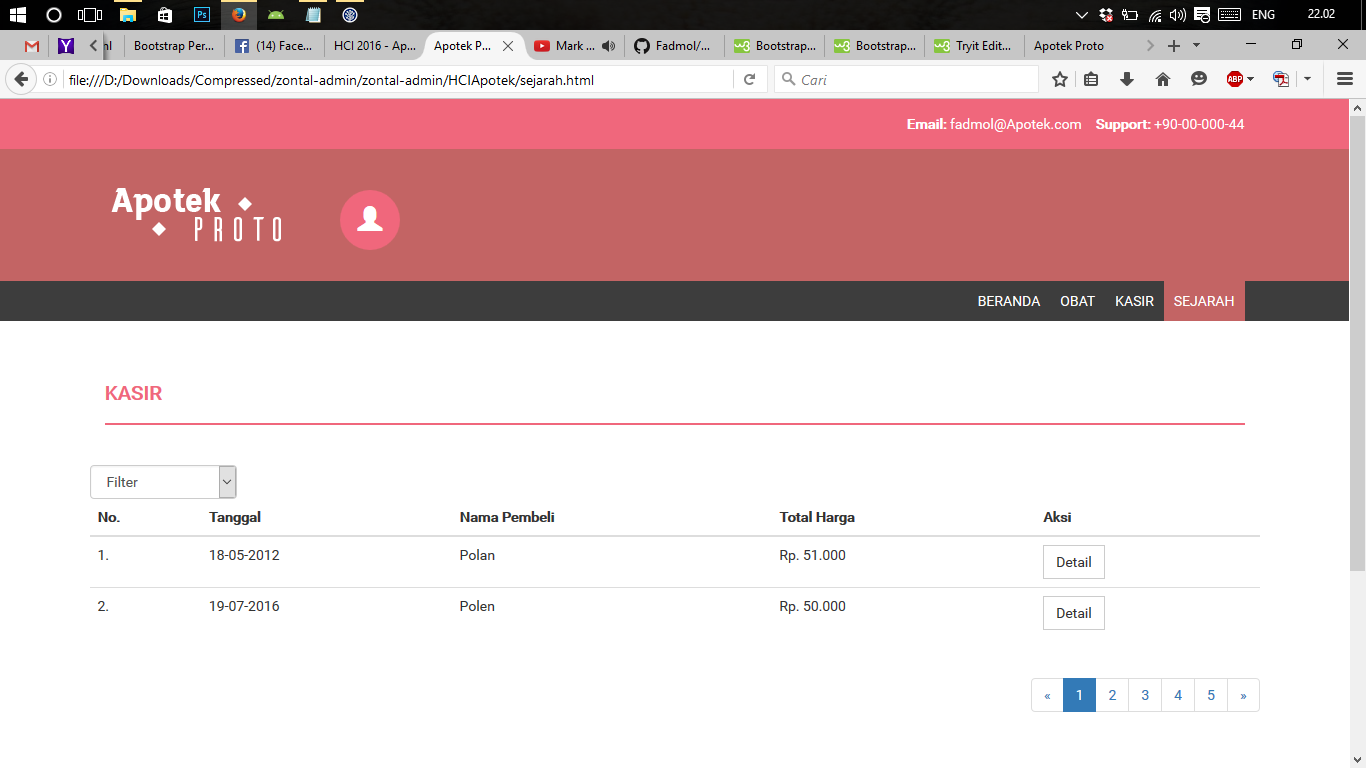 ENG 22.02
hl Bootstrap Per... (14) Face... HCI 2016 - Ap... Apotek P... Mark ... Fadmol/... Bootstrap... Bootstrap... Tryit Edit... Apotek Proto
file:///D:/Downloads/Compressed/zontal-admin/zontal-admin/HCIApotek/sejarah.html Cari ABP
Email: fadmol@Apotek.com Support: +90-00-000-44
Apotek
PROTO
BERANDA OBAT KASIR SEJARAH
KASIR
Filter
No. Tanggal Nama Pembeli Total Harga Aksi
1. 18-05-2012 Polan Rp. 51.000 Detail
2. 19-07-2016 Polen Rp. 50.000 Detail
« 1 2 3 4 5 »